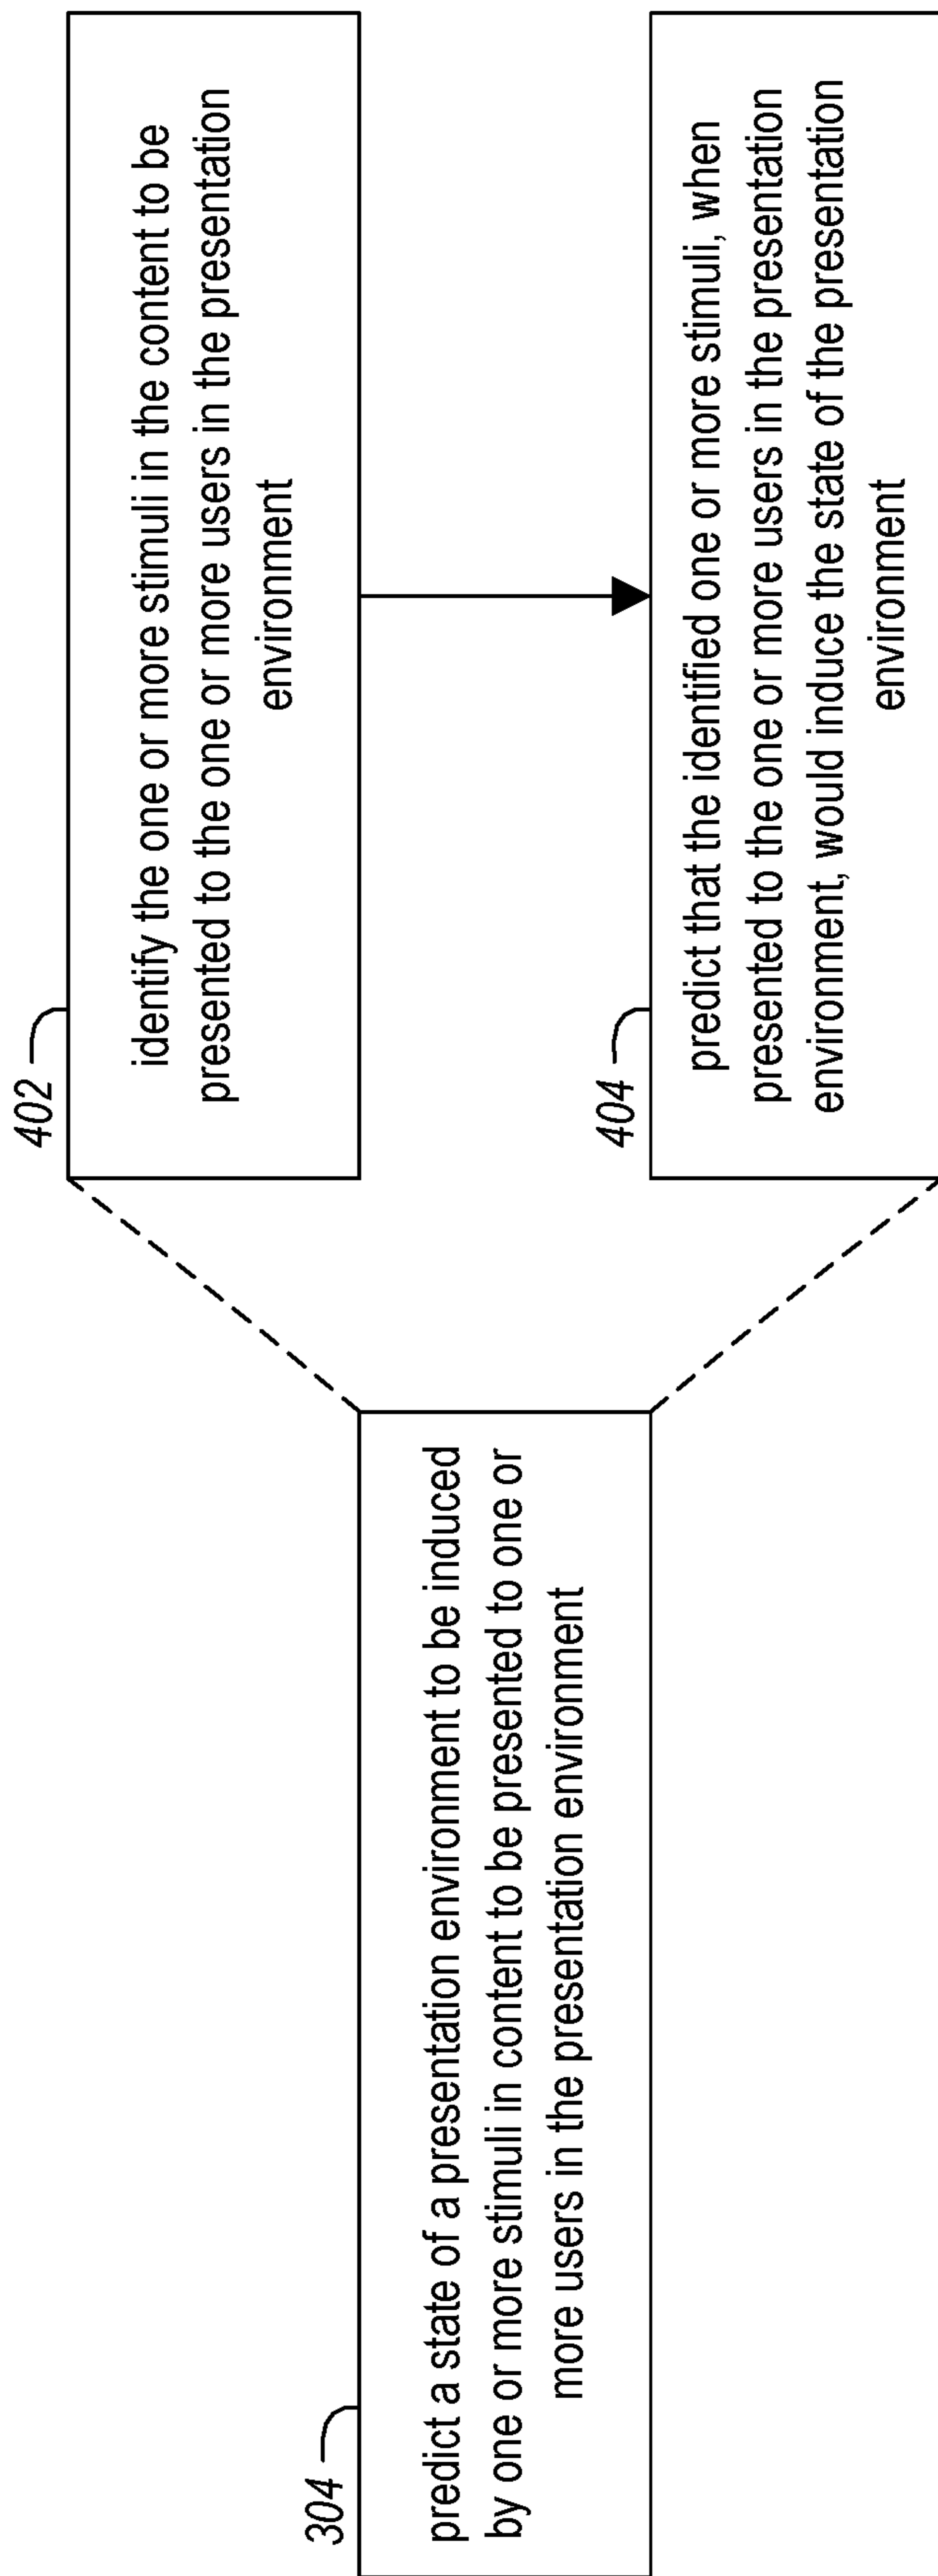 304
predict a state of a presentation environment to be induced
by one or more stimuli in content to be presented to one or
more users in the presentation environment
402
identify the one or more stimuli in the content to be
presented to the one or more users in the presentation
environment
404
predict that the identified one or more stimuli, when
presented to the one or more users in the presentation
environment, would induce the state of the presentation
environment